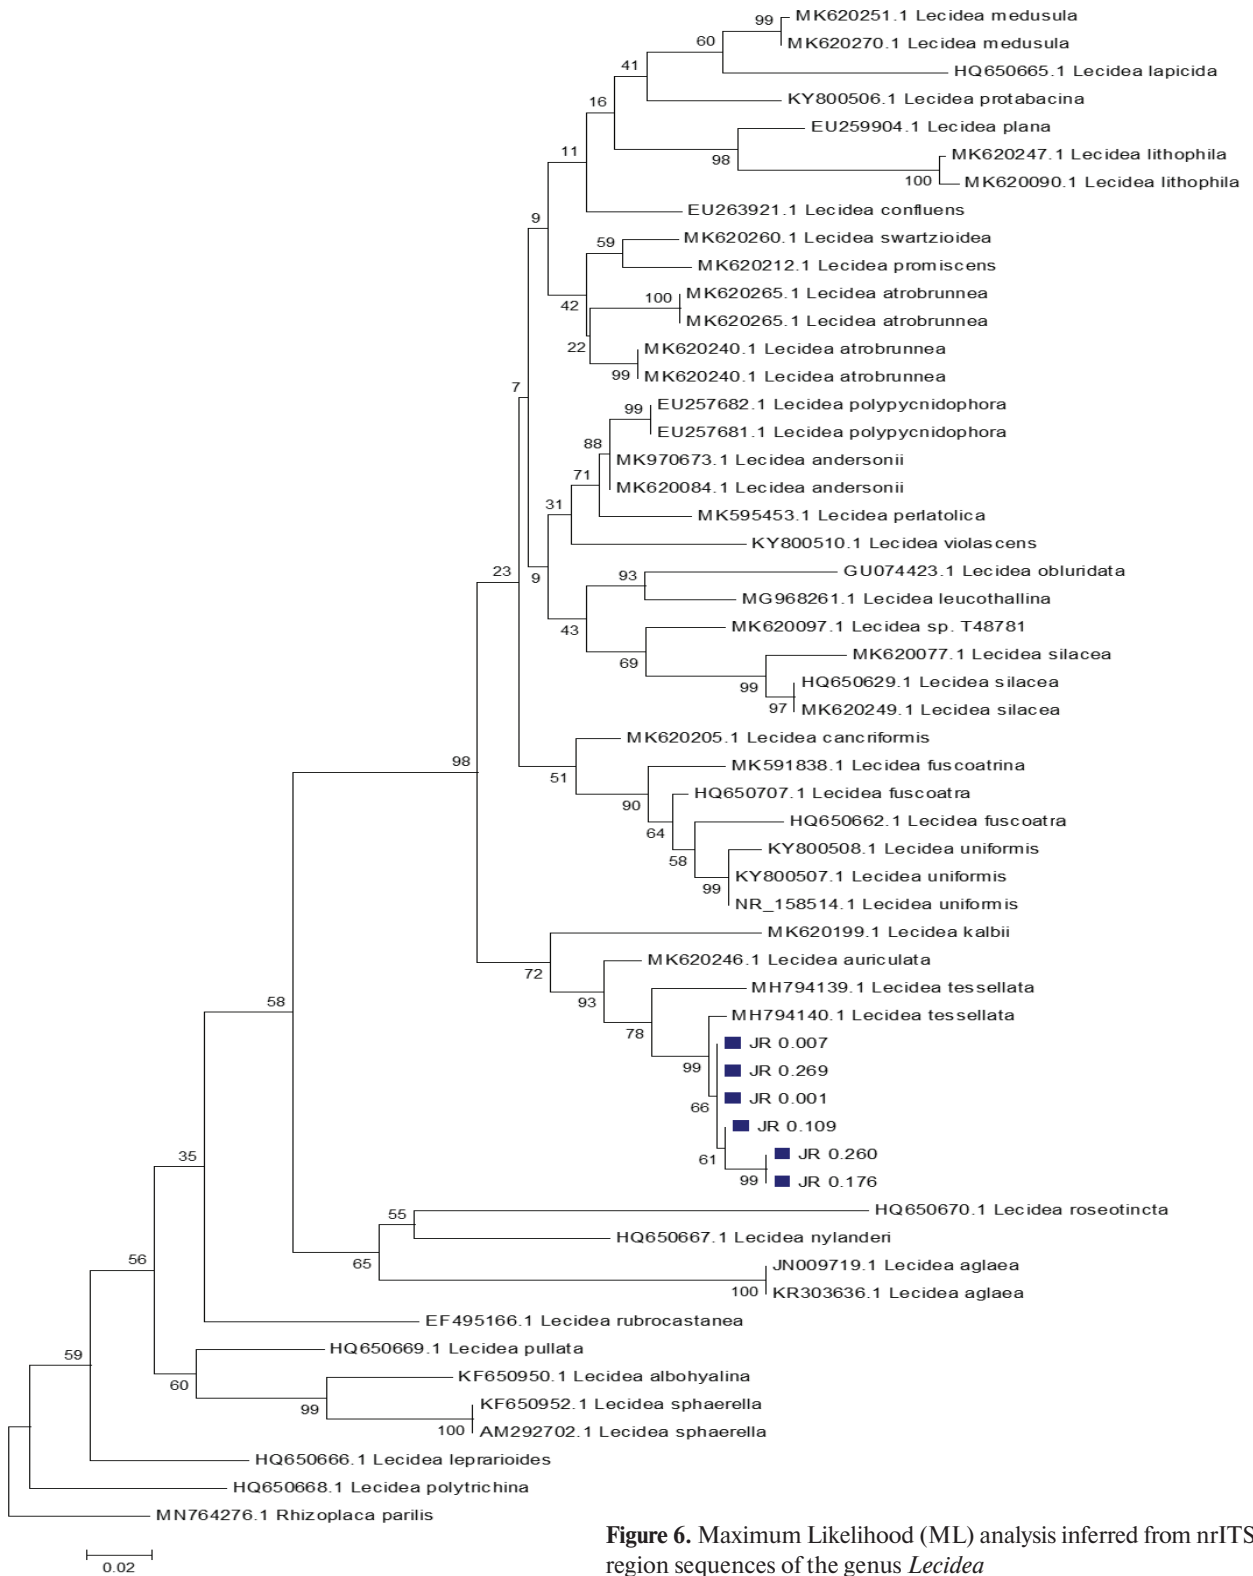 99
MK620251.1 Lecidea medusula
60
MK620270.1 Lecidea medusula
41
HQ650665.1 Lecidea lapicida
16
KY800506.1 Lecidea protabacina
EU259904.1 Lecidea plana
11
98
MK620247.1 Lecidea lithophila
100
MK620090.1 Lecidea lithophila
EU263921.1 Lecidea confluens
9
59
MK620260.1 Lecidea swartzioidea
MK620212.1 Lecidea promiscens
42
100
MK620265.1 Lecidea atrobrunnea
MK620265.1 Lecidea atrobrunnea
22
MK620240.1 Lecidea atrobrunnea
99
MK620240.1 Lecidea atrobrunnea
7
99
EU257682.1 Lecidea polypycnidophora
EU257681.1 Lecidea polypycnidophora
88
MK970673.1 Lecidea andersonii
71
MK620084.1 Lecidea andersonii
31
MK595453.1 Lecidea perlatolica
KY800510.1 Lecidea violascens
23
9
93
GU074423.1 Lecidea obluridata
MG968261.1 Lecidea leucothallina
43
MK620097.1 Lecidea sp. T48781
69
MK620077.1 Lecidea silacea
99
HQ650629.1 Lecidea silacea
97
MK620249.1 Lecidea silacea
MK620205.1 Lecidea cancriformis
98
51
MK591838.1 Lecidea fuscoatrina
90
HQ650707.1 Lecidea fuscoatra
64
HQ650662.1 Lecidea fuscoatra
58
KY800508.1 Lecidea uniformis
99
KY800507.1 Lecidea uniformis
NR_158514.1 Lecidea uniformis
MK620199.1 Lecidea kalbii
72
MK620246.1 Lecidea auriculata
93
MH794139.1 Lecidea tessellata
58
78
MH794140.1 Lecidea tessellata
JR 0.007
99
JR 0.269
66
JR 0.001
JR 0.109
35
61
JR 0.260
99
JR 0.176
55
HQ650670.1 Lecidea roseotincta
HQ650667.1 Lecidea nylanderi
56
65
JN009719.1 Lecidea aglaea
100
KR303636.1 Lecidea aglaea
EF495166.1 Lecidea rubrocastanea
59
HQ650669.1 Lecidea pullata
60
KF650950.1 Lecidea albohyalina
99
KF650952.1 Lecidea sphaerella
100
AM292702.1 Lecidea sphaerella
HQ650666.1 Lecidea leprarioides
HQ650668.1 Lecidea polytrichina
MN764276.1 Rhizoplaca parilis
0.02
Figure 6. Maximum Likelihood (ML) analysis inferred from nrITS
region sequences of the genus Lecidea